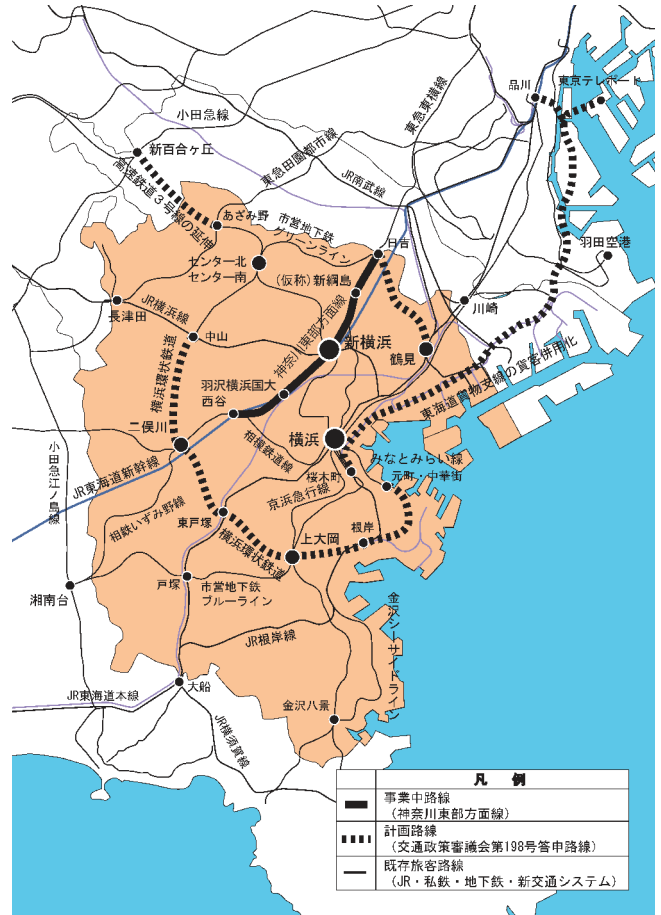 品川
東京テレポート
小田急線
東急東横線
新百合ヶ丘
東急田園都市線
JR南武線
高速鉄道3号線の延伸
あざみ野
市営地下鉄
グリーンライン
日吉
羽田空港
センター北
センター南
(仮称)新綱島
川崎
長津田
JR横浜線
中山
神奈川東部方面線
新横浜
鶴見
東海道貨物支線の貨客併用化
横浜環状鉄道
羽沢横浜国大
西谷
二俣川
横浜
相模鉄道線
みなとみらい線
元町・中華街
小田急江ノ島線
JR東海道新幹線
桜木町
京浜急行線
相鉄いずみ野線
東戸塚
横浜環状鉄道
根岸
上大岡
湘南台
戸塚
市営地下鉄
ブルーライン
金沢シーサイドライン
JR根岸線
JR東海道本線
大船
JR横須賀線
金沢八景
凡 例
事業中路線
(神奈川東部方面線)
計画路線
(交通政策審議会第198号答申路線)
既存旅客路線
(JR・私鉄・地下鉄・新交通システム)